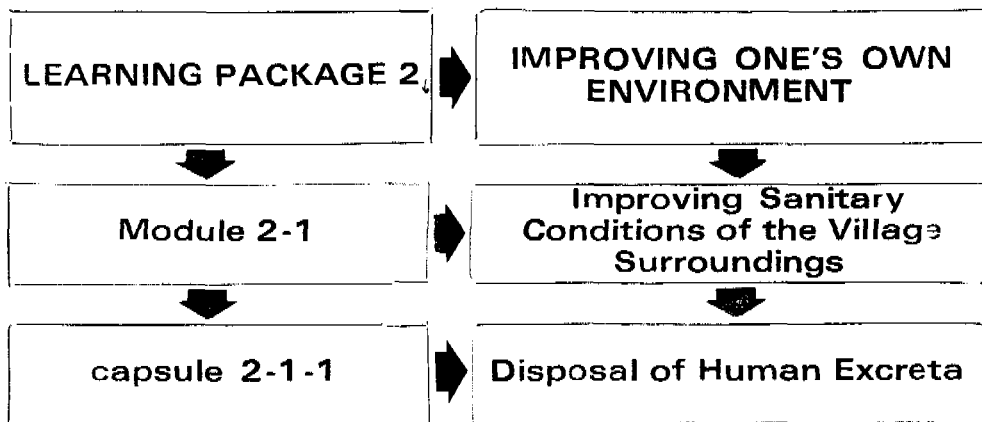 LEARNING PACKAGE 2
IMPROVING ONE'S OWN
ENVIRONMENT
Module 2-1
Improving Sanitary
Conditions of the Village
Surroundings
capsule 2-1-1
Disposal of Human Excreta